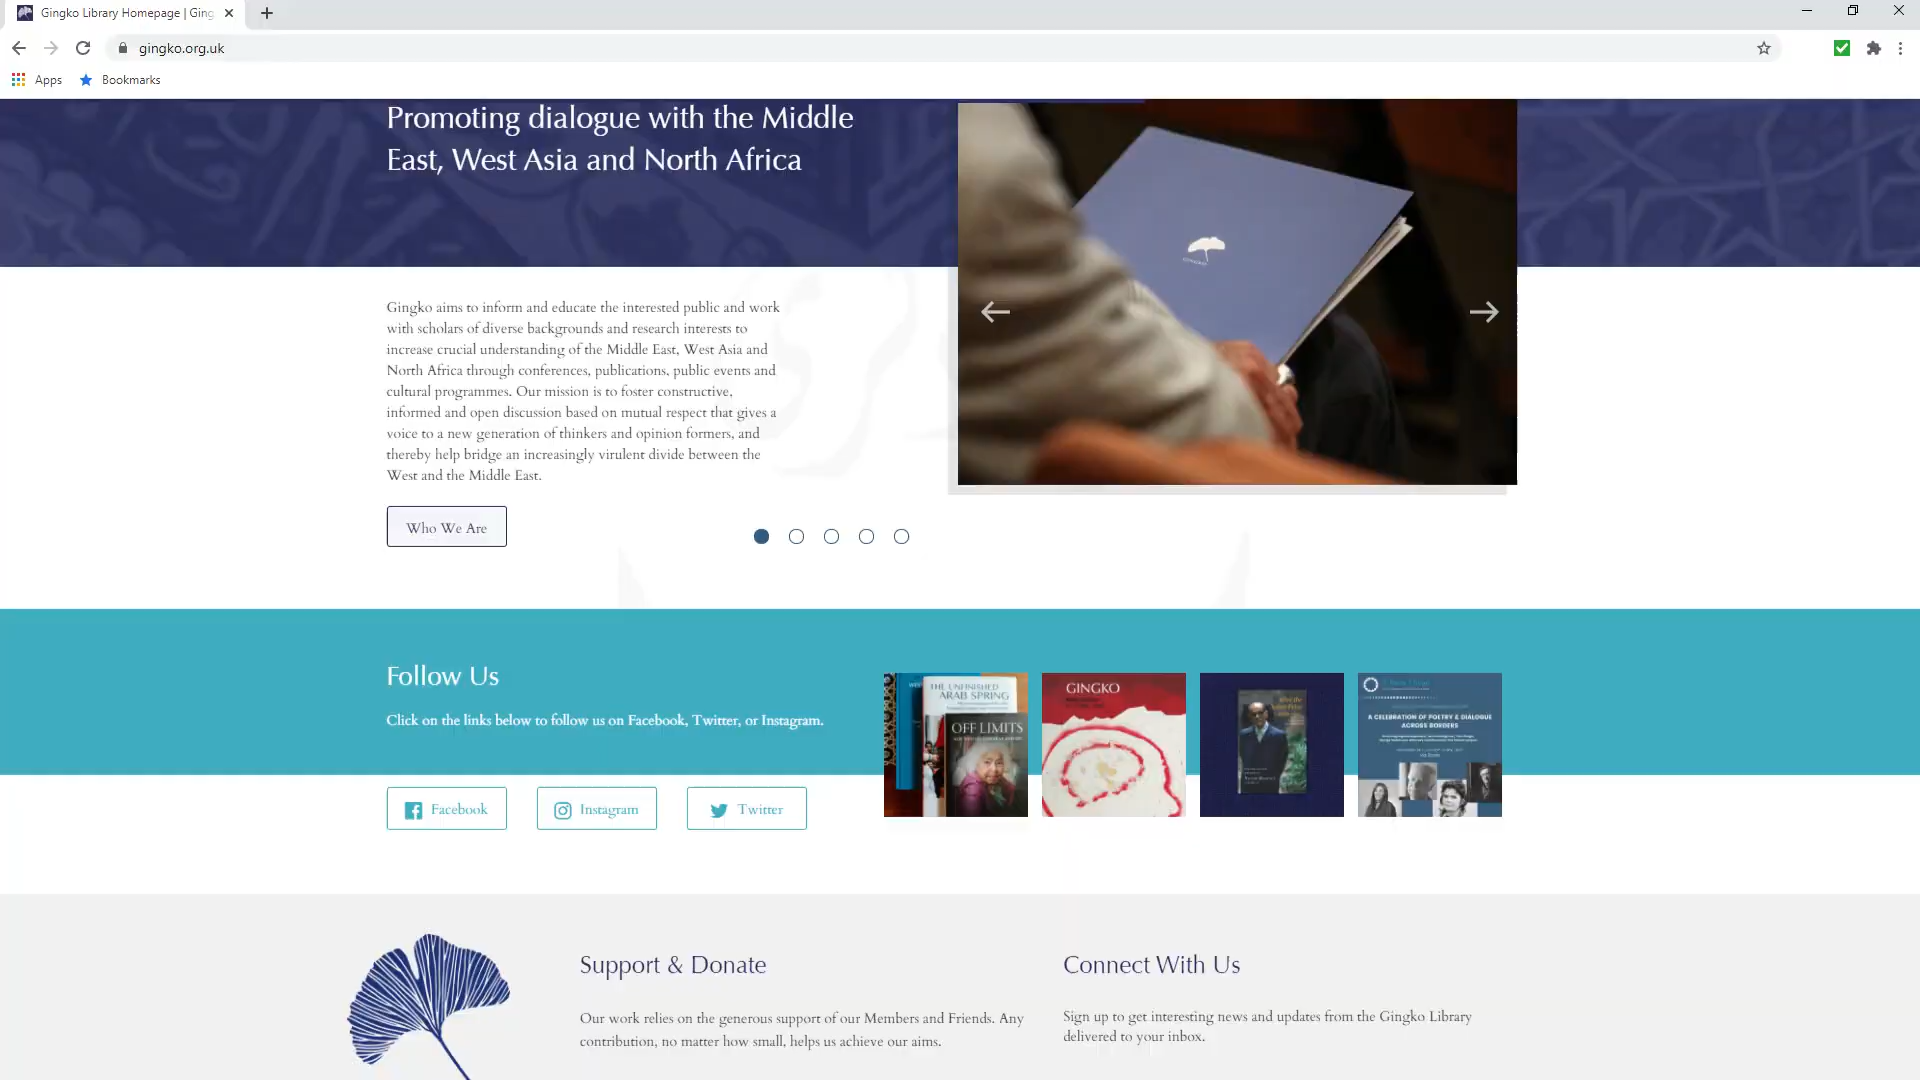 Gingko Library Homepage | Ging
gingko.org.uk
Apps
Bookmarks
Promoting dialogue with the Middle
East, West Asia and North Africa
Gingko aims to inform and educate the interested public and work
with scholars of diverse backgrounds and research interests to
increase crucial understanding of the Middle East, West Asia and
North Africa through conferences, publications, public events and
cultural programmes. Our mission is to foster constructive,
informed and open discussion based on mutual respect that gives a
voice to a new generation of thinkers and opinion formers, and
thereby help bridge an increasingly virulent divide between the
West and the Middle East.
Who We Are
Follow Us
Click on the links below to follow us on Facebook, Twitter, or Instagram.
Facebook
Instagram
Twitter
THE UNFINISHED
ARAB SPRING
OFF LIMITS
GINGKO
A CELEBRATION OF POETRY & DIALOGUE
ACROSS BORDERS
Support & Donate
Our work relies on the generous support of our Members and Friends. Any
contribution, no matter how small, helps us achieve our aims.
Connect With Us
Sign up to get interesting news and updates from the Gingko Library
delivered to your inbox.